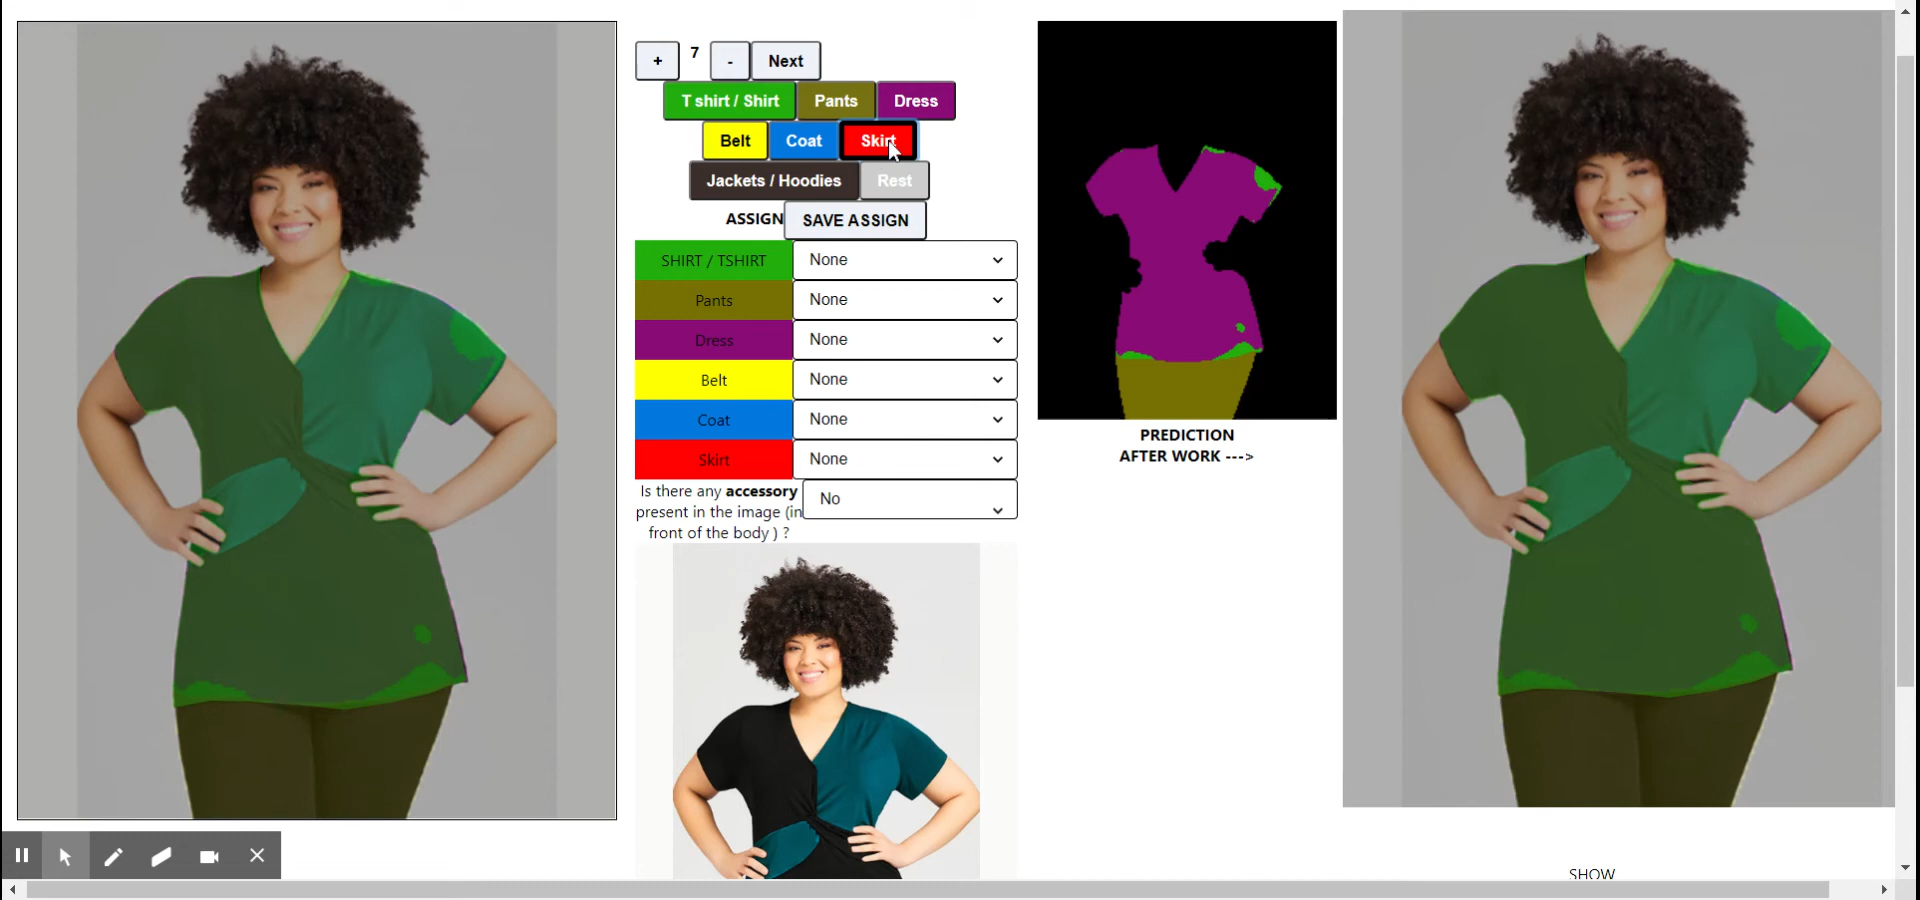 + 7 - Next
T shirt / Shirt Pants Dress
Belt Coat Skirt
Jackets / Hoodies Rest
ASSIGN SAVE ASSIGN
SHIRT / TSHIRT None
Pants None
Dress None
Belt None
Coat None
Skirt None
Is there any accessory
present in the image (in
front of the body ) ?
No
PREDICTION
AFTER WORK --->
SHOW